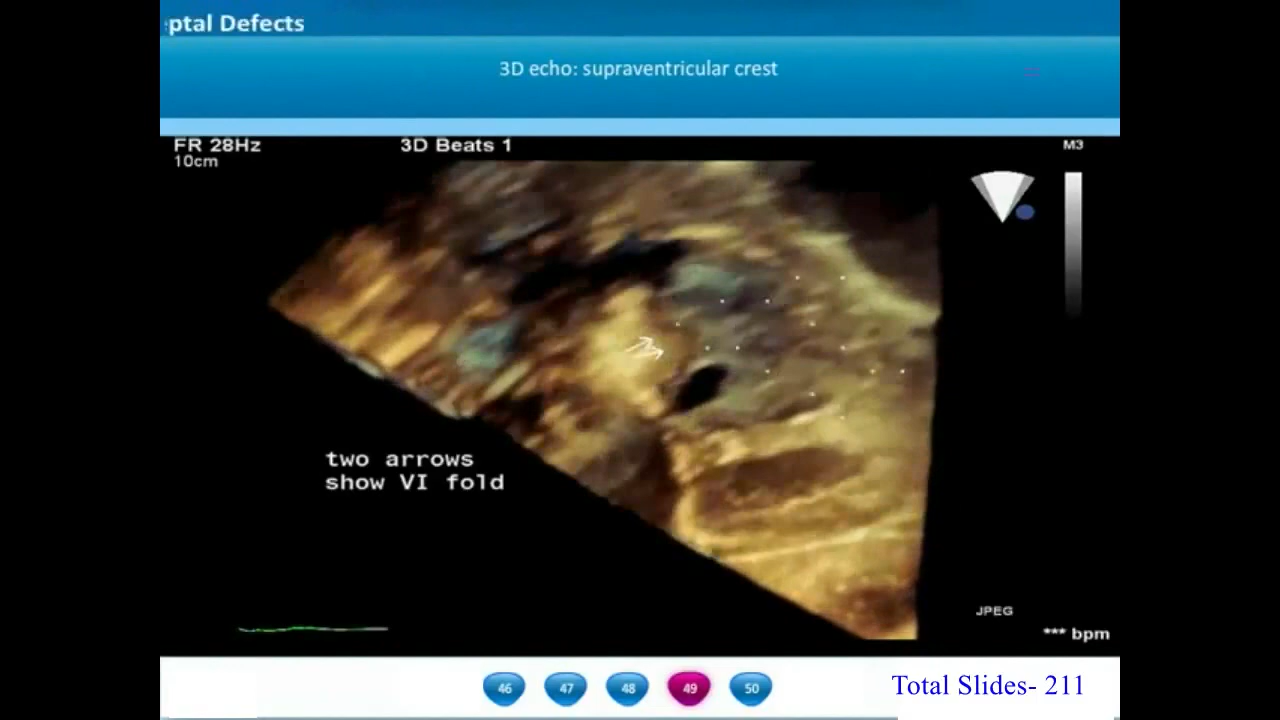 ptal Defects
3D echo: supraventricular crest
FR 28Hz
10cm
3D Beats 1
M3
two arrows
show VI fold
JPEG
*** bpm
46
47
48
49
50
Total Slides- 211